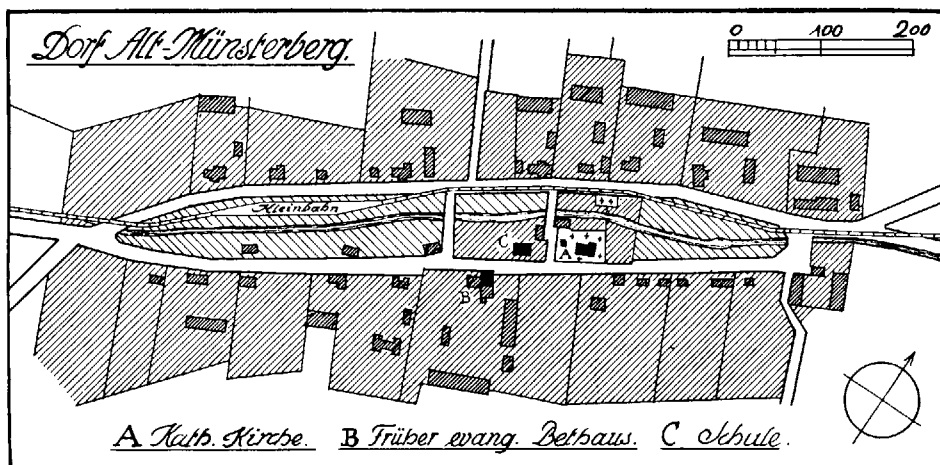 Dorf Alt-Münsterberg.
0 100 200
Kleinbahn
C
A
B
A Kath. Kirche. B Früher evang. Bethaus. C Schule.